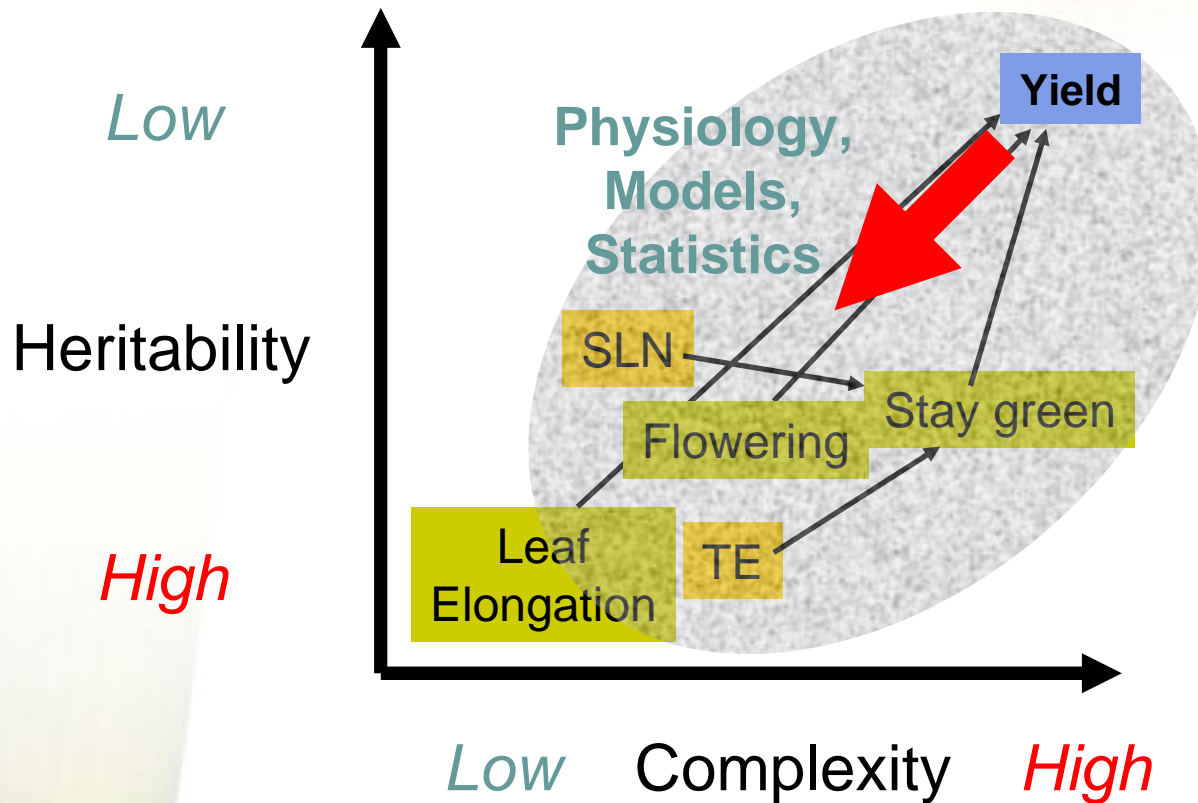 Yield
Low
Physiology,
Models,
Statistics
Heritability
SLN
Stay green
Flowering
Leaf
Elongation
TE
High
Low
Complexity
High